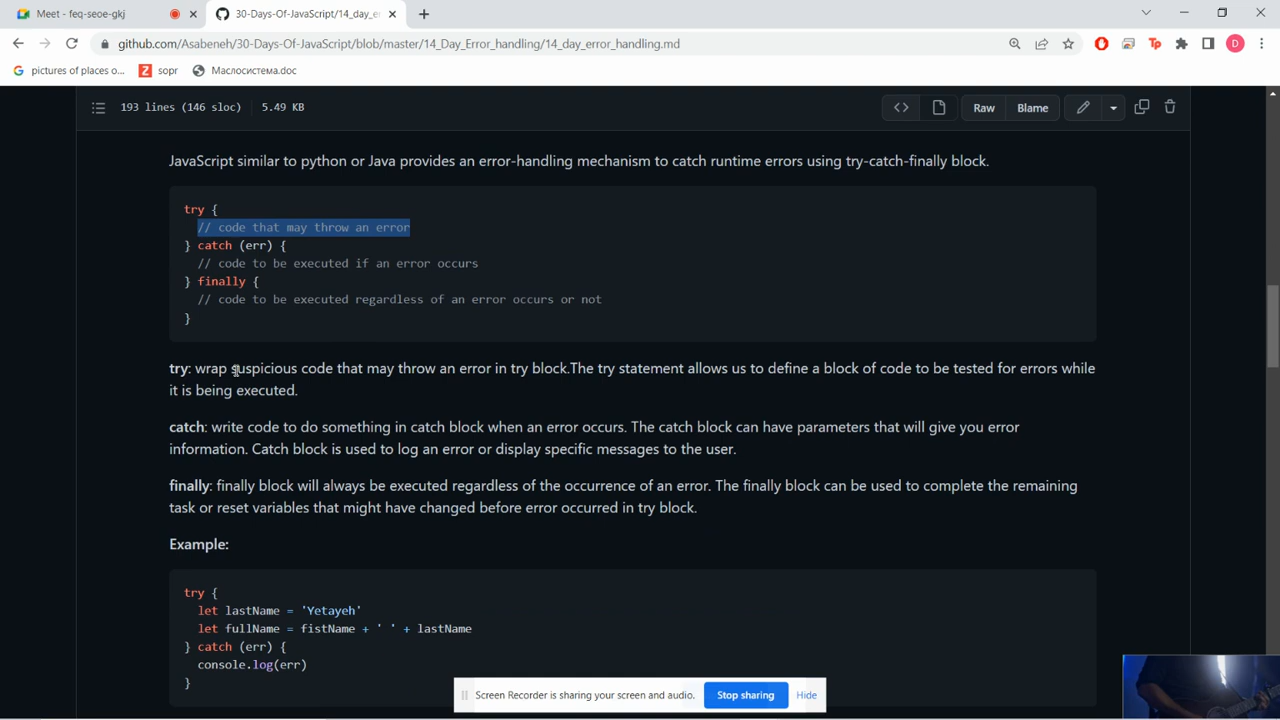 Meet - feq-seoe-gkj
30-Days-Of-JavaScript/14_day_er
github.com/Asabeneh/30-Days-Of-JavaScript/blob/master/14_Day_Error_handling/14_day_error_handling.md
D
pictures of places o... sopr Маслосистема.doc
193 lines (146 sloc) 5.49 KB
Raw Blame
JavaScript similar to python or Java provides an error-handling mechanism to catch runtime errors using try-catch-finally block.
try {
// code that may throw an error
} catch (err) {
// code to be executed if an error occurs
} finally {
// code to be executed regardless of an error occurs or not
}
try: wrap suspicious code that may throw an error in try block.The try statement allows us to define a block of code to be tested for errors while
it is being executed.
catch: write code to do something in catch block when an error occurs. The catch block can have parameters that will give you error
information. Catch block is used to log an error or display specific messages to the user.
finally: finally block will always be executed regardless of the occurrence of an error. The finally block can be used to complete the remaining
task or reset variables that might have changed before error occurred in try block.
Example:
try {
let lastName = 'Yetayeh'
let fullName = fistName + ' ' + lastName
} catch (err) {
console.log(err)
}
Screen Recorder is sharing your screen and audio. Stop sharing Hide